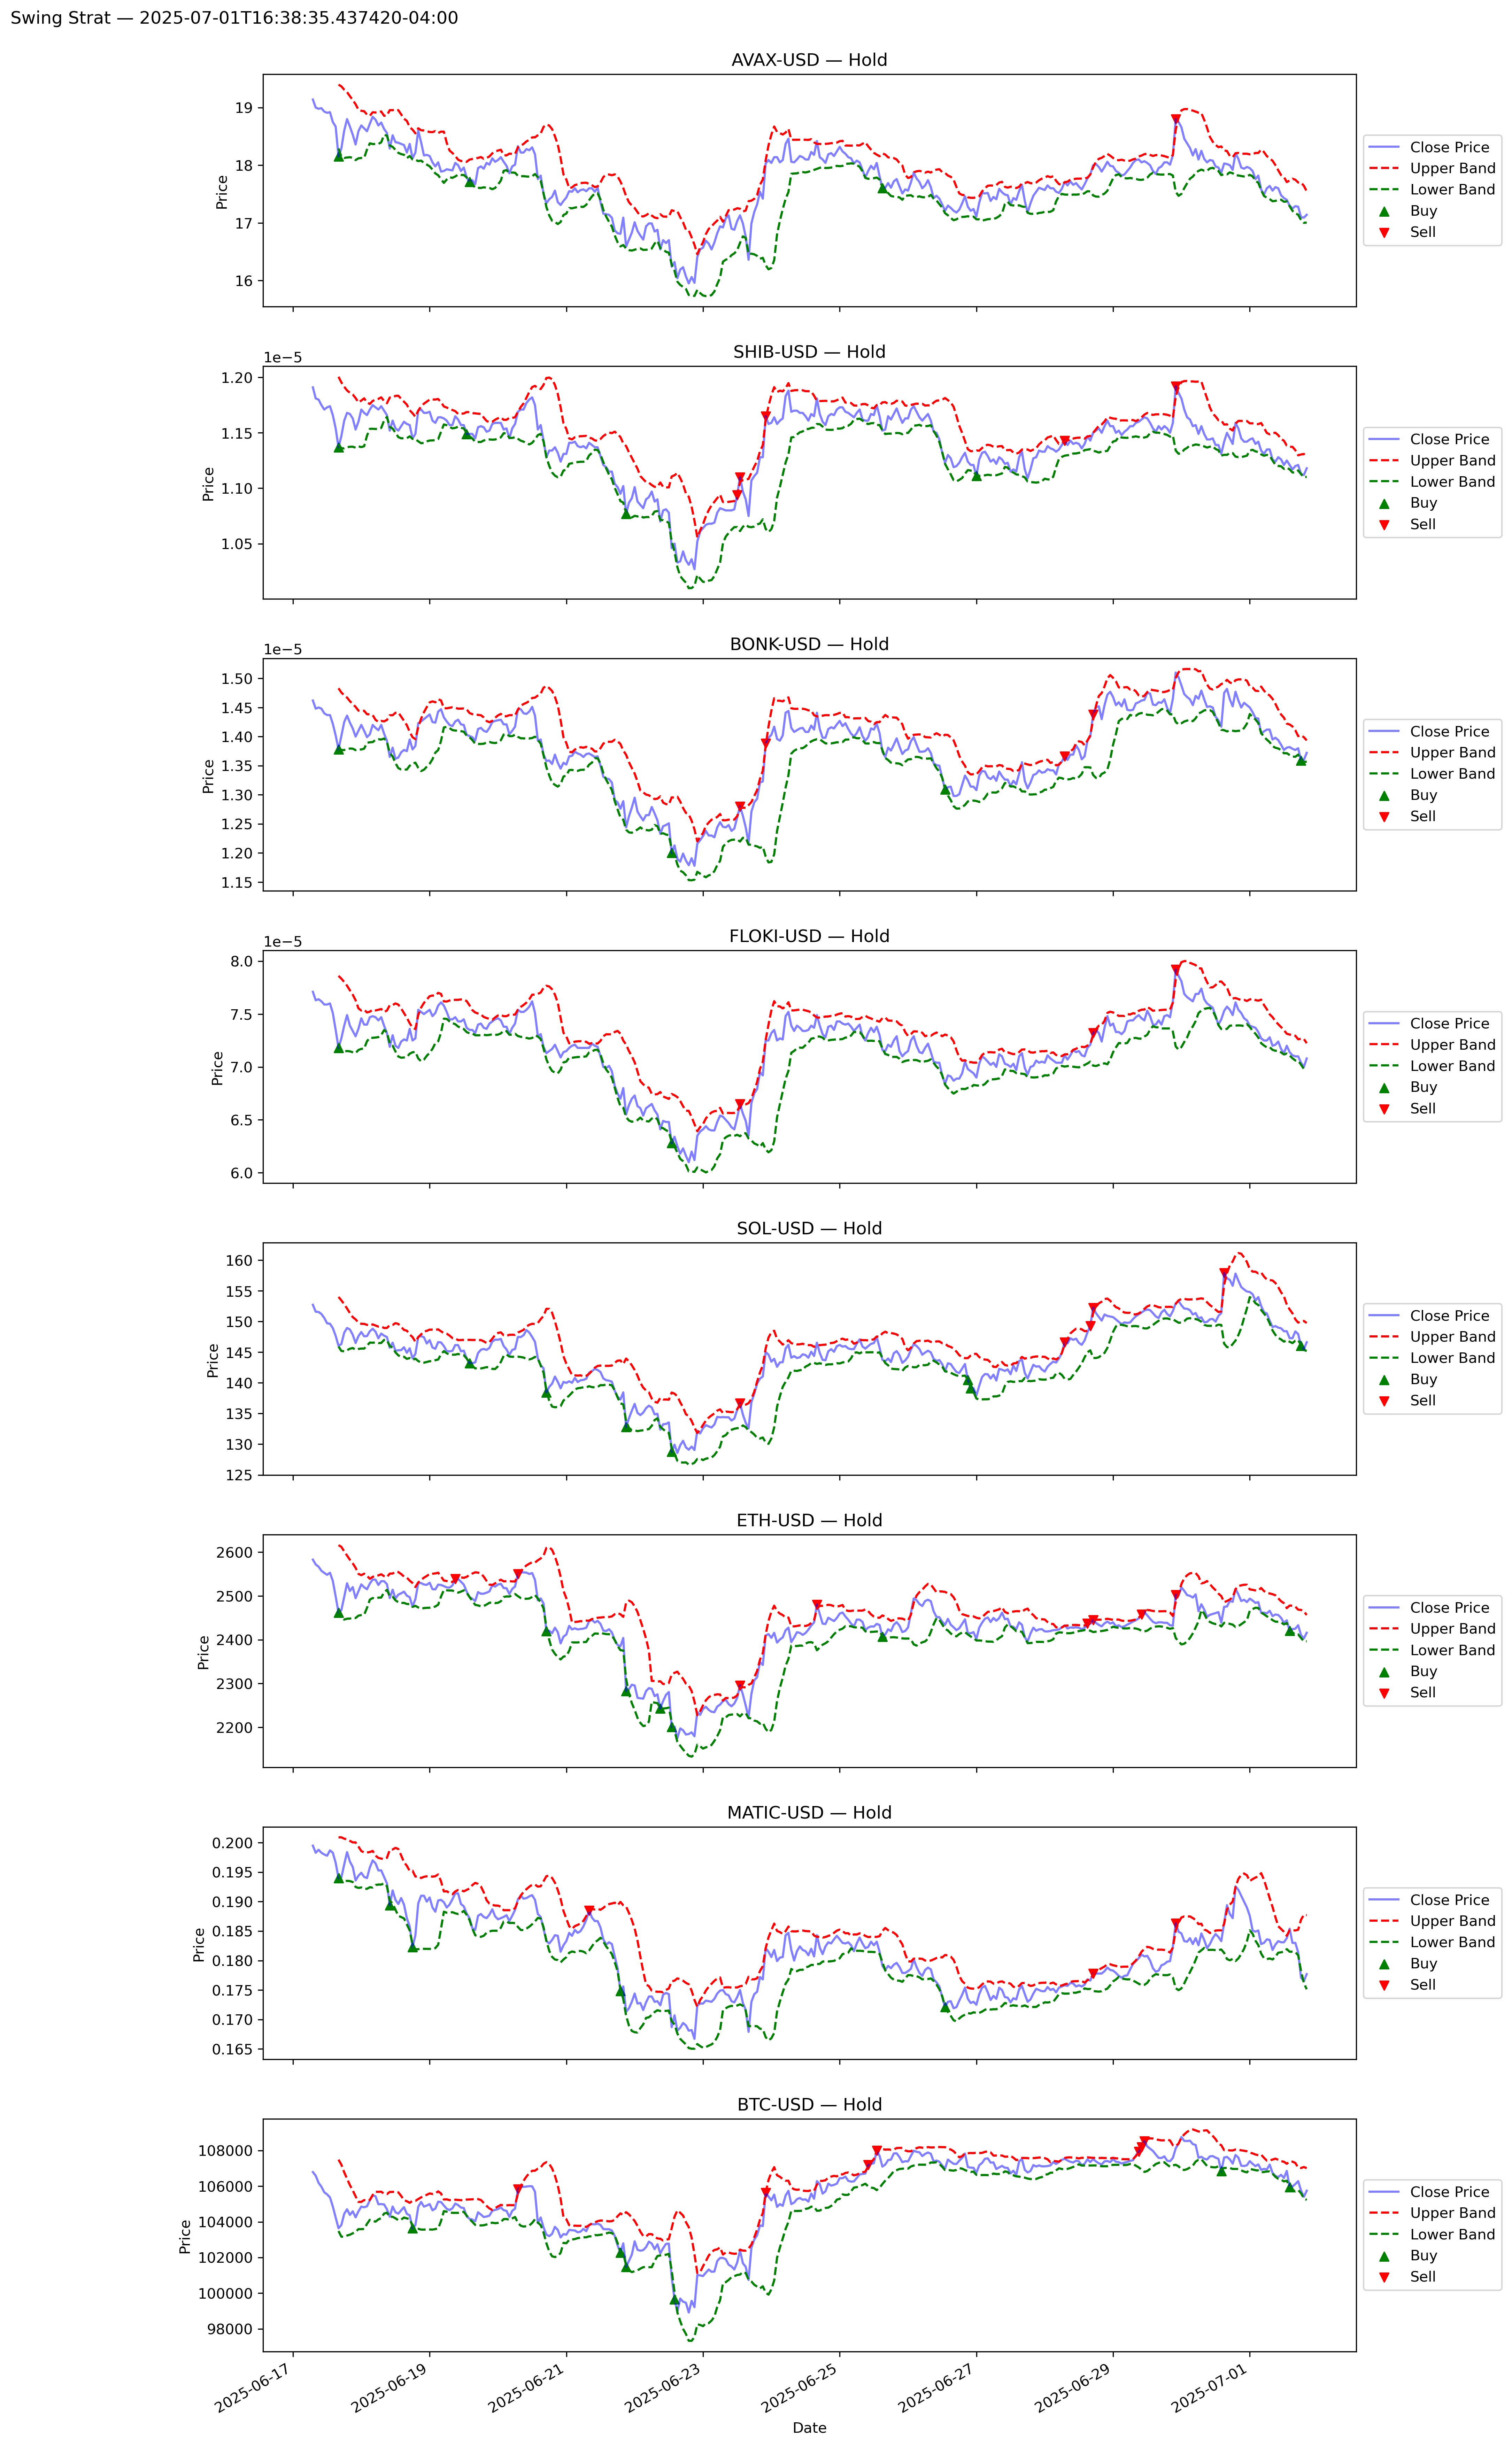 Swing Strat — 2025-07-01T16:38:35.437420-04:00
AVAX-USD — Hold
19
18
17
16
Price
Close Price
Upper Band
Lower Band
Buy
Sell
SHIB-USD — Hold
1e−5
1.20
1.15
1.10
1.05
Price
Close Price
Upper Band
Lower Band
Buy
Sell
BONK-USD — Hold
1e−5
1.50
1.45
1.40
1.35
1.30
1.25
1.20
1.15
Price
Close Price
Upper Band
Lower Band
Buy
Sell
FLOKI-USD — Hold
1e−5
8.0
7.5
7.0
6.5
6.0
Price
Close Price
Upper Band
Lower Band
Buy
Sell
SOL-USD — Hold
160
155
150
145
140
135
130
125
Price
Close Price
Upper Band
Lower Band
Buy
Sell
ETH-USD — Hold
2600
2500
2400
2300
2200
Price
Close Price
Upper Band
Lower Band
Buy
Sell
MATIC-USD — Hold
0.200
0.195
0.190
0.185
0.180
0.175
0.170
0.165
Price
Close Price
Upper Band
Lower Band
Buy
Sell
BTC-USD — Hold
108000
106000
104000
102000
100000
98000
Price
Close Price
Upper Band
Lower Band
Buy
Sell
2025-06-17
2025-06-19
2025-06-21
2025-06-23
2025-06-25
2025-06-27
2025-06-29
2025-07-01
Date